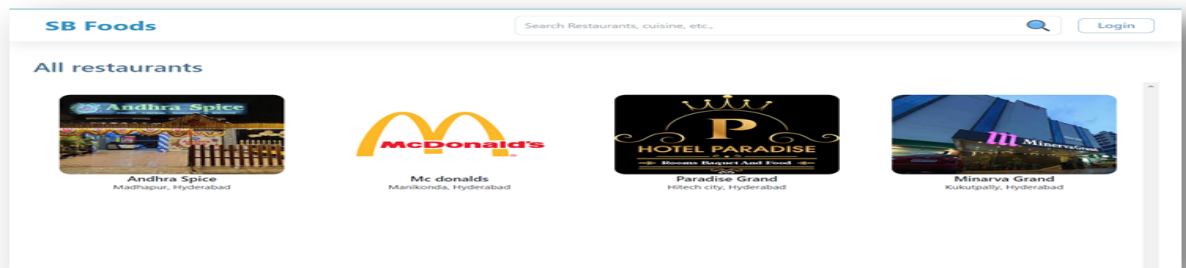 SB Foods
Search Restaurants, cuisine, etc.,
Login
All restaurants
Andhra Spice
McDonald's
P
HOTEL PARADISE
Rooms Baquet And Food
Minerva Grand
Andhra Spice
Mc donalds
Paradise Grand
Minarva Grand
Madhapur, Hyderabad
Manikonda, Hyderabad
Hitech city, Hyderabad
Kukutpally, Hyderabad